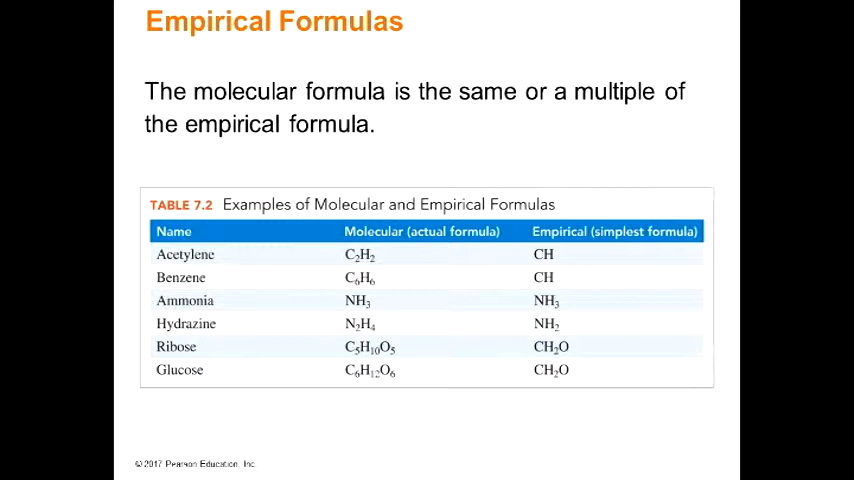 Empirical Formulas
The molecular formula is the same or a multiple of
the empirical formula.
TABLE 7.2 Examples of Molecular and Empirical Formulas
Name Molecular (actual formula) Empirical (simplest formula)
Acetylene C₂H₂ CH
Benzene C₆H₆ CH
Ammonia NH₃ NH₃
Hydrazine N₂H₄ NH₂
Ribose C₅H₁₀O₅ CH₂O
Glucose C₆H₁₂O₆ CH₂O
© 2017 Pearson Education, Inc